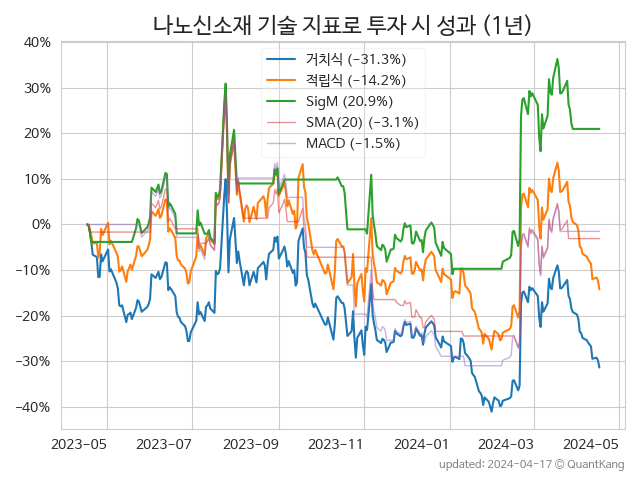 나노신소재 기술 지표로 투자 시 성과 (1년)
40%
30%
20%
10%
0%
−10%
−20%
−30%
−40%
거치식 (−31.3%)
적립식 (−14.2%)
SigM (20.9%)
SMA(20) (−3.1%)
MACD (−1.5%)
2023-05 2023-07 2023-09 2023-11 2024-01 2024-03 2024-05
updated: 2024-04-17 © QuantKang